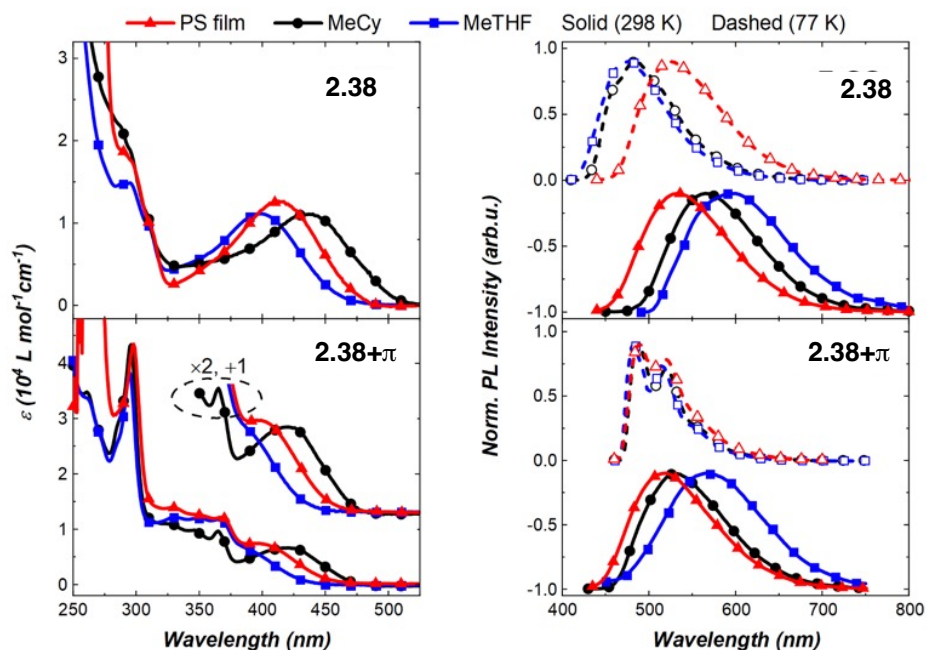 PS film MeCy MeTHF Solid (298 K) Dashed (77 K)
3
2
1
0
2.38
4
3
2
1
0
2.38+π
×2, +1
250 300 350 400 450 500
Wavelength (nm)
ε (10⁴ L mol⁻¹cm⁻¹)
1.0
0.5
0.0
-0.5
-1.0
2.38
1.0
0.5
0.0
-0.5
-1.0
2.38+π
400 500 600 700 800
Wavelength (nm)
Norm. PL Intensity (arb.u.)